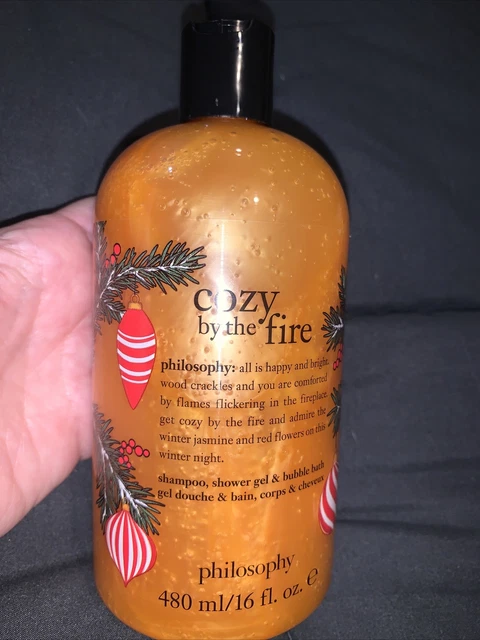 cozy
by the fire
philosophy: all is happy and bright,
wood crackles and you are comforted
by flames flickering in the fireplace.
get cozy by the fire and admire the
winter jasmine and red flowers on this
winter night.
shampoo, shower gel & bubble bath
gel douche & bain, corps & cheveux
philosophy
480 ml/16 fl. oz. ℮